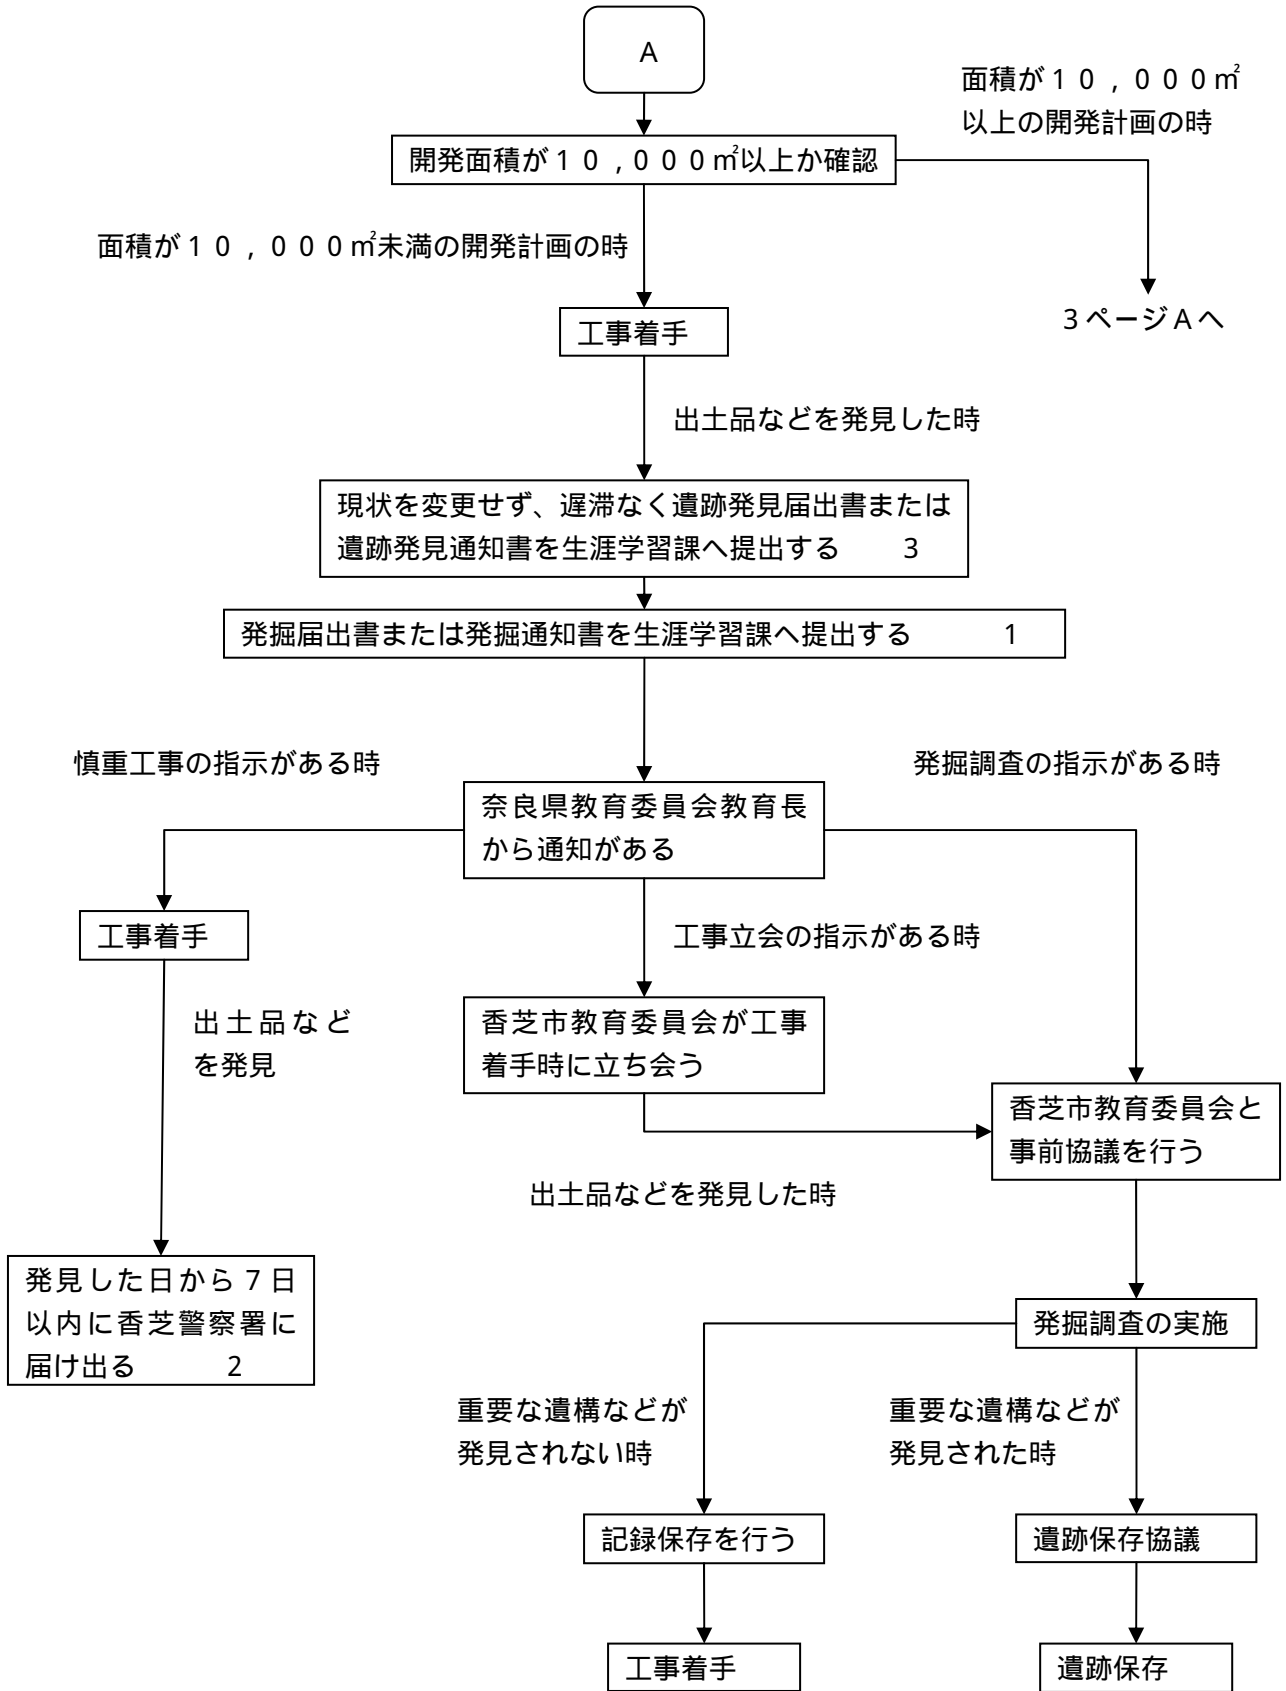 A
面積が１０，０００㎡
以上の開発計画の時
開発面積が１０，０００㎡以上か確認
面積が１０，０００㎡未満の開発計画の時
工事着手
３ページＡへ
出土品などを発見した時
現状を変更せず、遅滞なく遺跡発見届出書または
遺跡発見通知書を生涯学習課へ提出する　　３
発掘届出書または発掘通知書を生涯学習課へ提出する　　　１
慎重工事の指示がある時
発掘調査の指示がある時
奈良県教育委員会教育長
から通知がある
工事着手
工事立会の指示がある時
出土品など
を発見
香芝市教育委員会が工事
着手時に立ち会う
香芝市教育委員会と
事前協議を行う
出土品などを発見した時
発見した日から７日
以内に香芝警察署に
届け出る　　　２
発掘調査の実施
重要な遺構などが
発見されない時
重要な遺構などが
発見された時
記録保存を行う
遺跡保存協議
工事着手
遺跡保存